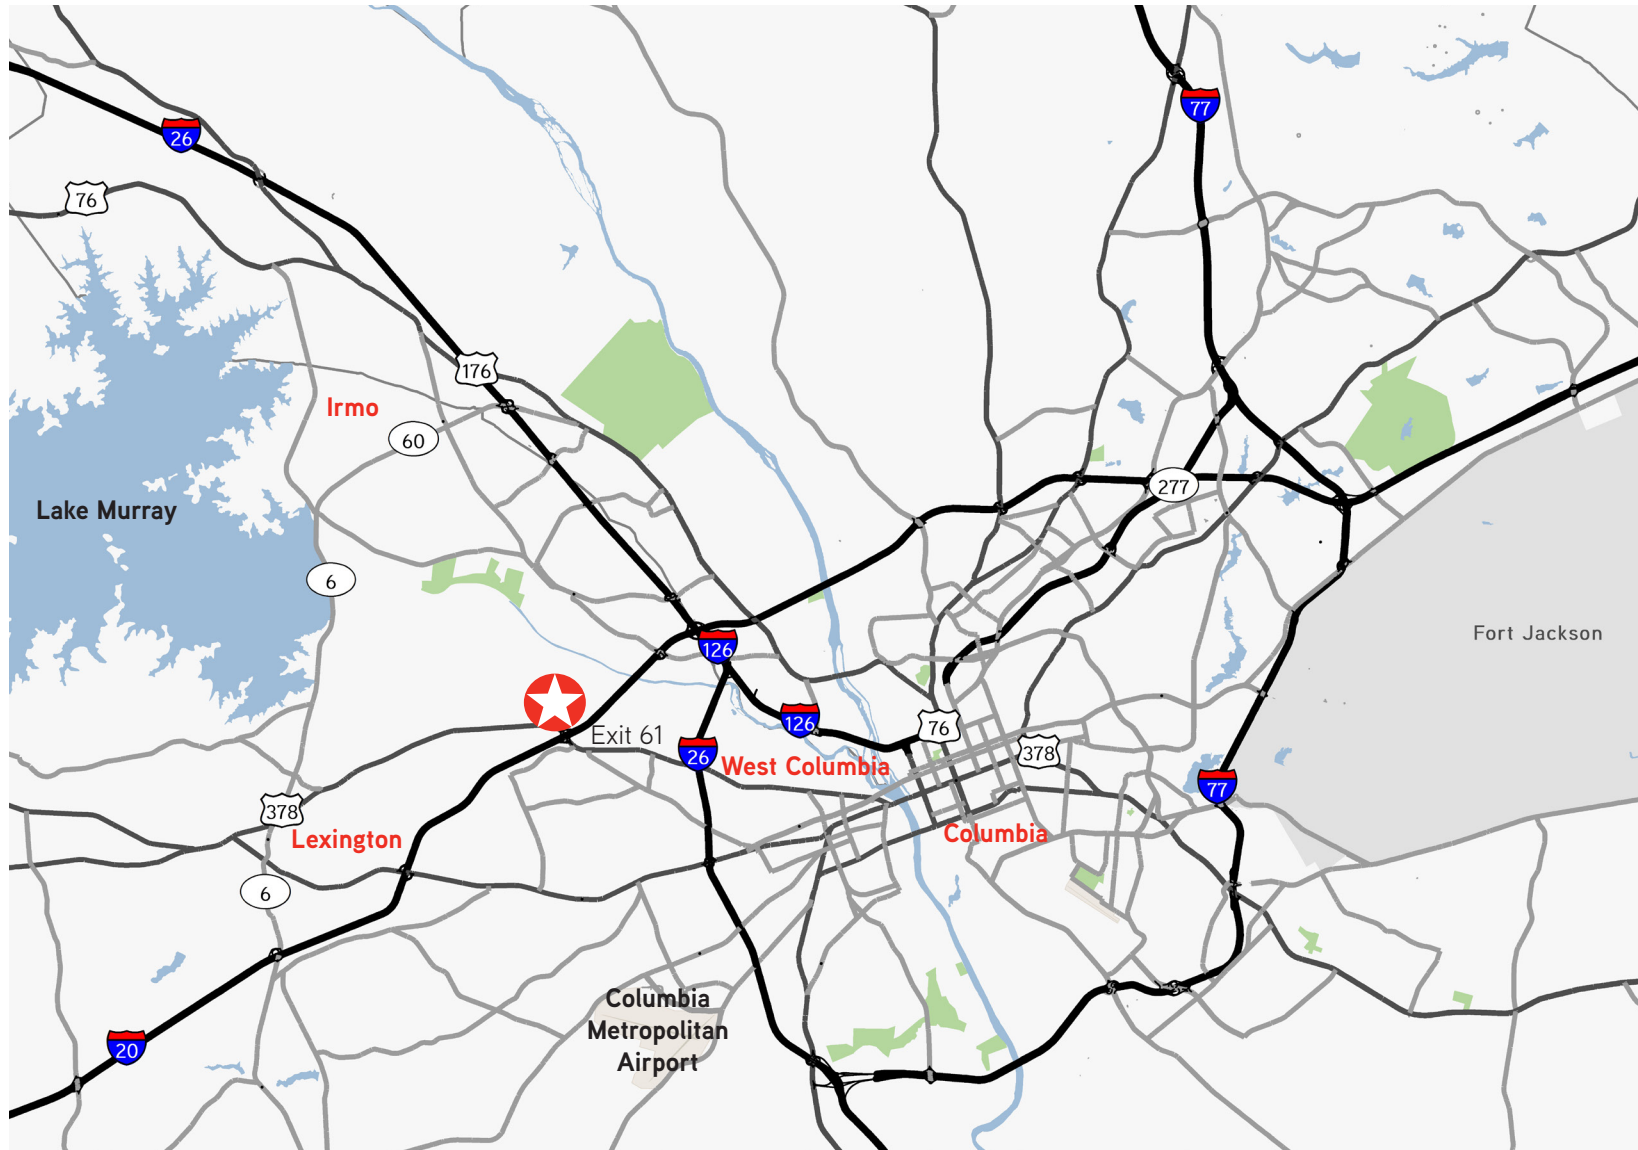 77
26
76
176
Irmo
60
277
Lake Murray
6
Fort Jackson
126
Exit 61
126
76
26
378
West Columbia
77
378
Lexington
Columbia
6
Columbia
Metropolitan
Airport
20